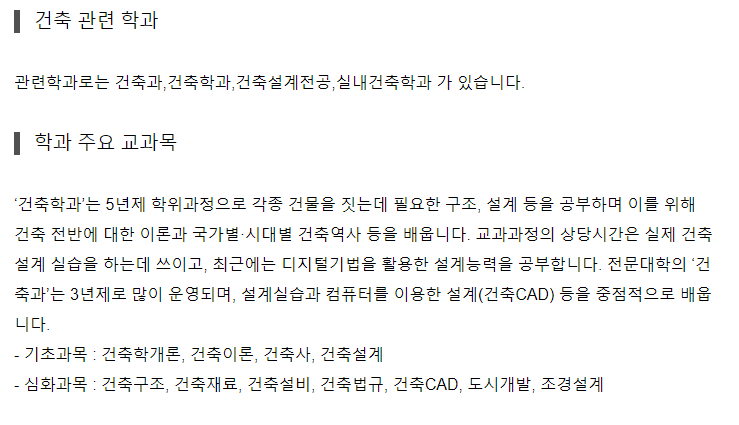 건축 관련 학과
관련학과로는 건축과,건축학과,건축설계전공,실내건축학과 가 있습니다.
학과 주요 교과목
‘건축학과’는 5년제 학위과정으로 각종 건물을 짓는데 필요한 구조, 설계 등을 공부하며 이를 위해
건축 전반에 대한 이론과 국가별·시대별 건축역사 등을 배웁니다. 교과과정의 상당시간은 실제 건축
설계 실습을 하는데 쓰이고, 최근에는 디지털기법을 활용한 설계능력을 공부합니다. 전문대학의 ‘건
축과’는 3년제로 많이 운영되며, 설계실습과 컴퓨터를 이용한 설계(건축CAD) 등을 중점적으로 배웁
니다.
- 기초과목 : 건축학개론, 건축이론, 건축사, 건축설계
- 심화과목 : 건축구조, 건축재료, 건축설비, 건축법규, 건축CAD, 도시개발, 조경설계